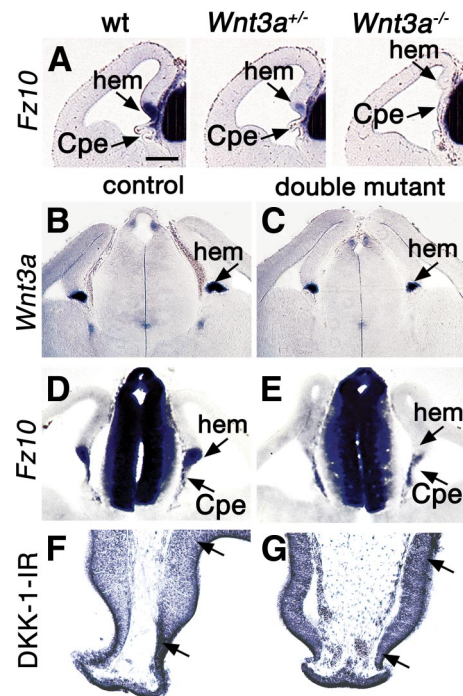 wt Wnt3a+/- Wnt3a-/-
Fz10
A hem Cpe
hem Cpe
hem Cpe
control double mutant
Wnt3a
B hem
C hem
Fz10
D hem Cpe
E hem Cpe
DKK-1-IR
F G